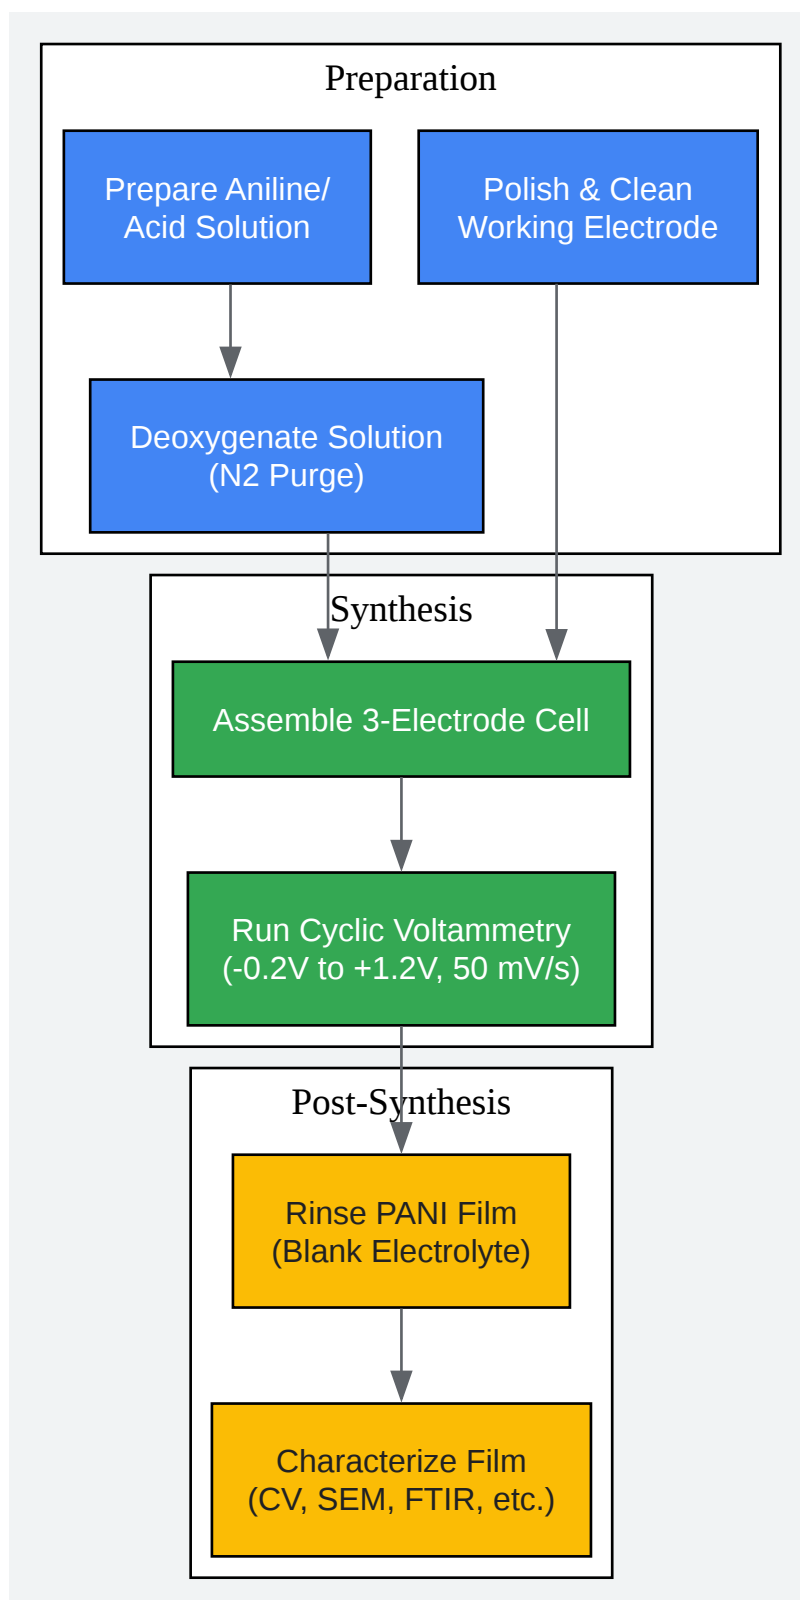 Preparation
Prepare Aniline/
Acid Solution
Polish & Clean
Working Electrode
Deoxygenate Solution
(N2 Purge)
Synthesis
Assemble 3-Electrode Cell
Run Cyclic Voltammetry
(-0.2V to +1.2V, 50 mV/s)
Post-Synthesis
Rinse PANI Film
(Blank Electrolyte)
Characterize Film
(CV, SEM, FTIR, etc.)